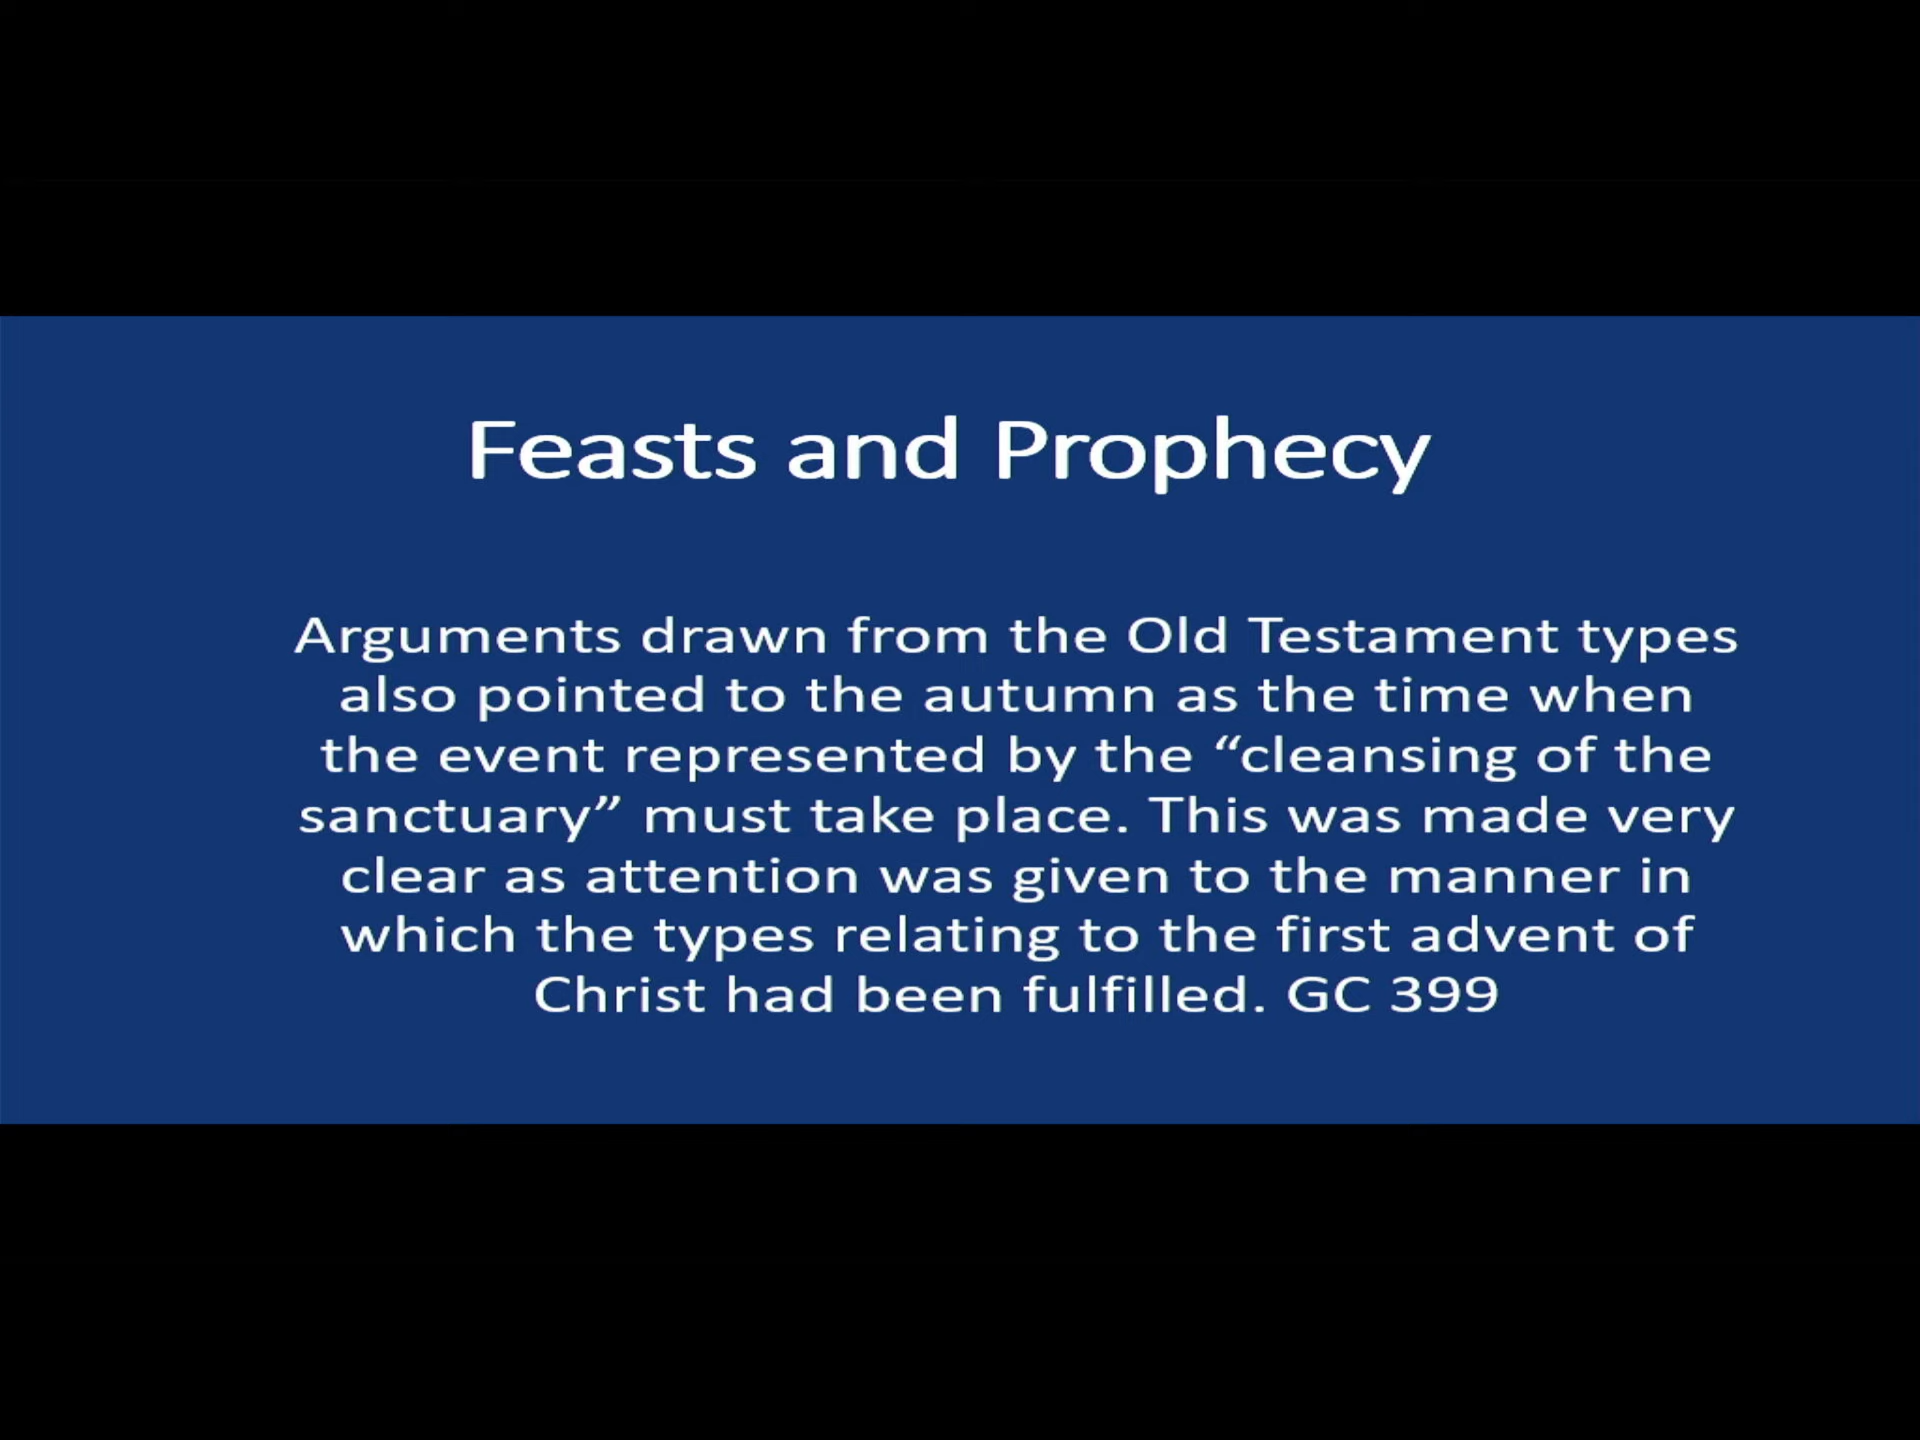 Feasts and Prophecy
Arguments drawn from the Old Testament types
also pointed to the autumn as the time when
the event represented by the “cleansing of the
sanctuary” must take place. This was made very
clear as attention was given to the manner in
which the types relating to the first advent of
Christ had been fulfilled. GC 399